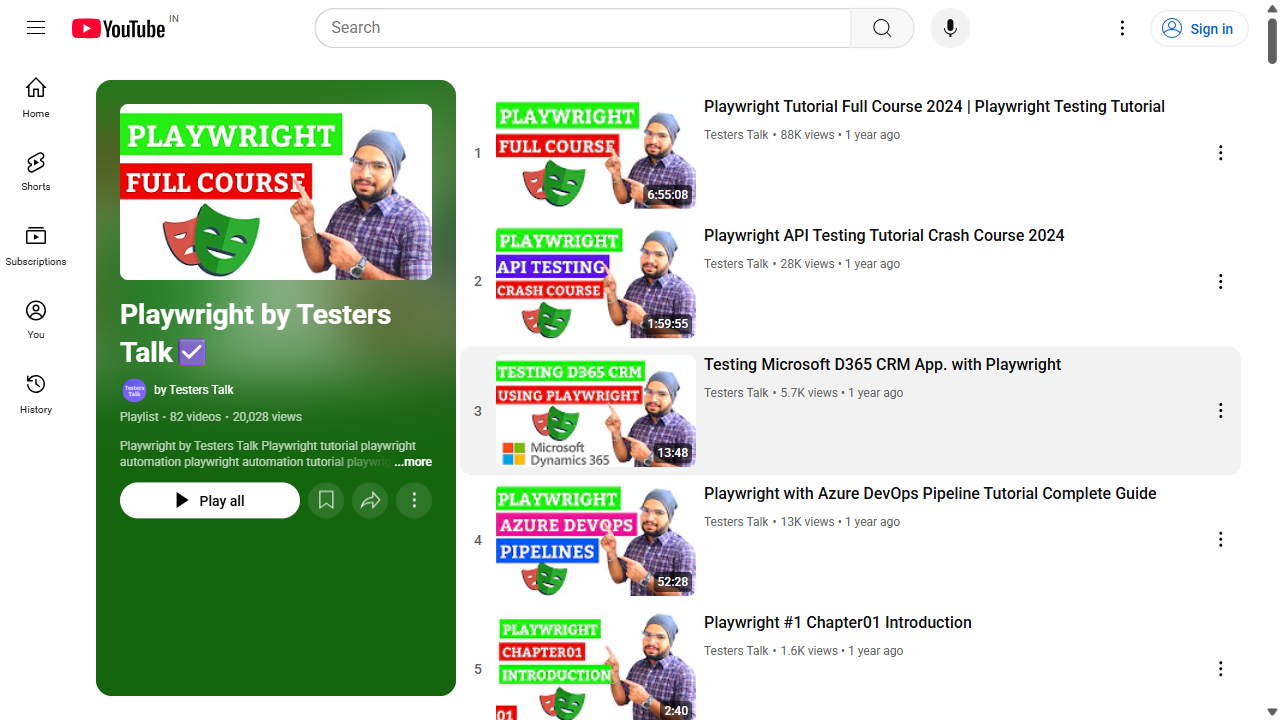 YouTube IN
Search
Sign in
Home
Shorts
Subscriptions
You
History
PLAYWRIGHT
FULL COURSE
Playwright by Testers
Talk ☑️
Testers
Talk
by Testers Talk
Playlist • 82 videos • 20,028 views
Playwright by Testers Talk Playwright tutorial playwright
automation playwright automation tutorial playwrig ...more
Play all
1
PLAYWRIGHT
FULL COURSE
6:55:08
Playwright Tutorial Full Course 2024 | Playwright Testing Tutorial
Testers Talk • 88K views • 1 year ago
2
PLAYWRIGHT
API TESTING
CRASH COURSE
1:59:55
Playwright API Testing Tutorial Crash Course 2024
Testers Talk • 28K views • 1 year ago
3
TESTING D365 CRM
USING PLAYWRIGHT
Microsoft
Dynamics 365
13:48
Testing Microsoft D365 CRM App. with Playwright
Testers Talk • 5.7K views • 1 year ago
4
PLAYWRIGHT
AZURE DEVOPS
PIPELINES
52:28
Playwright with Azure DevOps Pipeline Tutorial Complete Guide
Testers Talk • 13K views • 1 year ago
5
PLAYWRIGHT
CHAPTER01
INTRODUCTION
01
2:40
Playwright #1 Chapter01 Introduction
Testers Talk • 1.6K views • 1 year ago